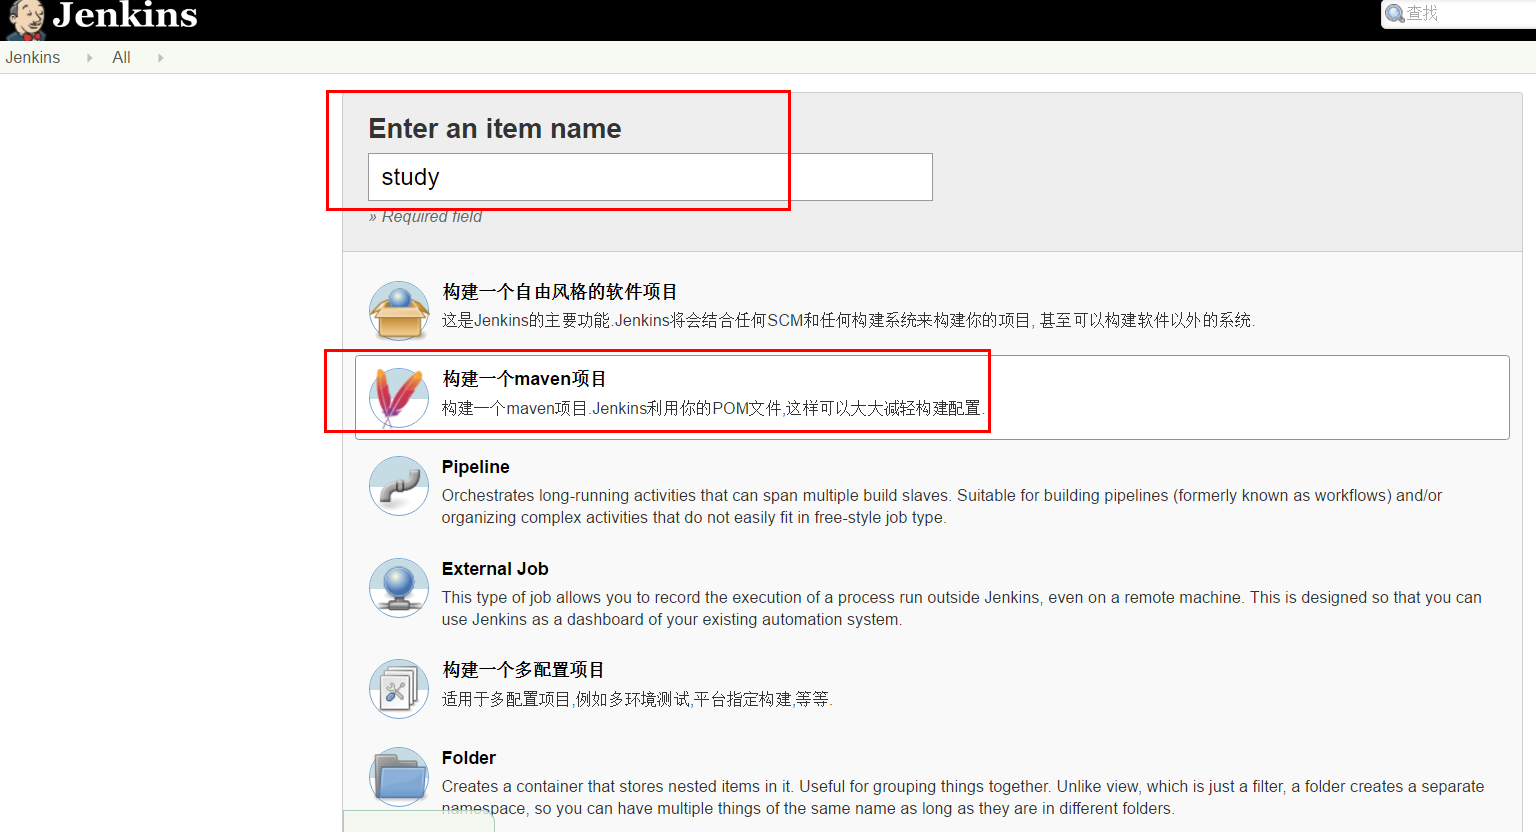 Jenkins
查找
Jenkins
All
Enter an item name
study
» Required field
构建一个自由风格的软件项目
这是Jenkins的主要功能.Jenkins将会结合任何SCM和任何构建系统来构建你的项目, 甚至可以构建软件以外的系统.
构建一个maven项目
构建一个maven项目.Jenkins利用你的POM文件,这样可以大大减轻构建配置.
Pipeline
Orchestrates long-running activities that can span multiple build slaves. Suitable for building pipelines (formerly known as workflows) and/or
organizing complex activities that do not easily fit in free-style job type.
External Job
This type of job allows you to record the execution of a process run outside Jenkins, even on a remote machine. This is designed so that you can
use Jenkins as a dashboard of your existing automation system.
构建一个多配置项目
适用于多配置项目,例如多环境测试,平台指定构建,等等.
Folder
Creates a container that stores nested items in it. Useful for grouping things together. Unlike view, which is just a filter, a folder creates a separate
namespace, so you can have multiple things of the same name as long as they are in different folders.